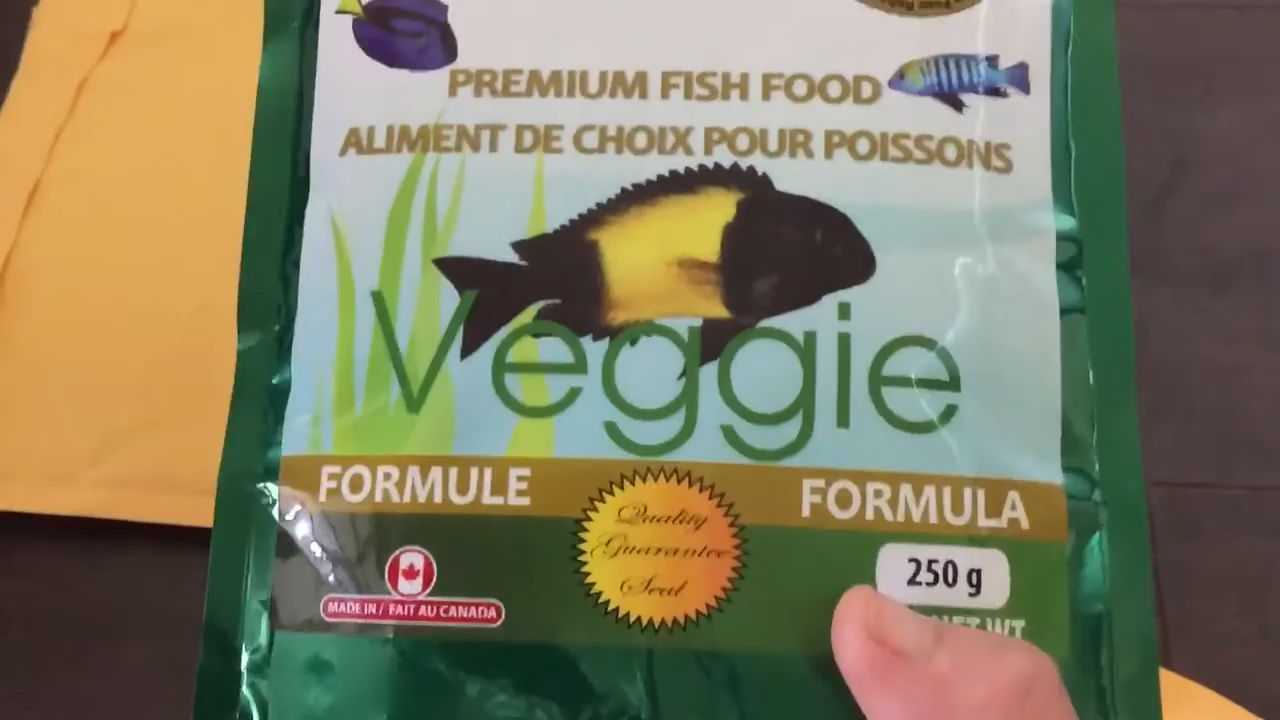 PREMIUM FISH FOOD
ALIMENT DE CHOIX POUR POISSONS
Veggie
FORMULE
FORMULA
Quality
Guarantee
Seal
250 g
NET WT
MADE IN / FAIT AU CANADA